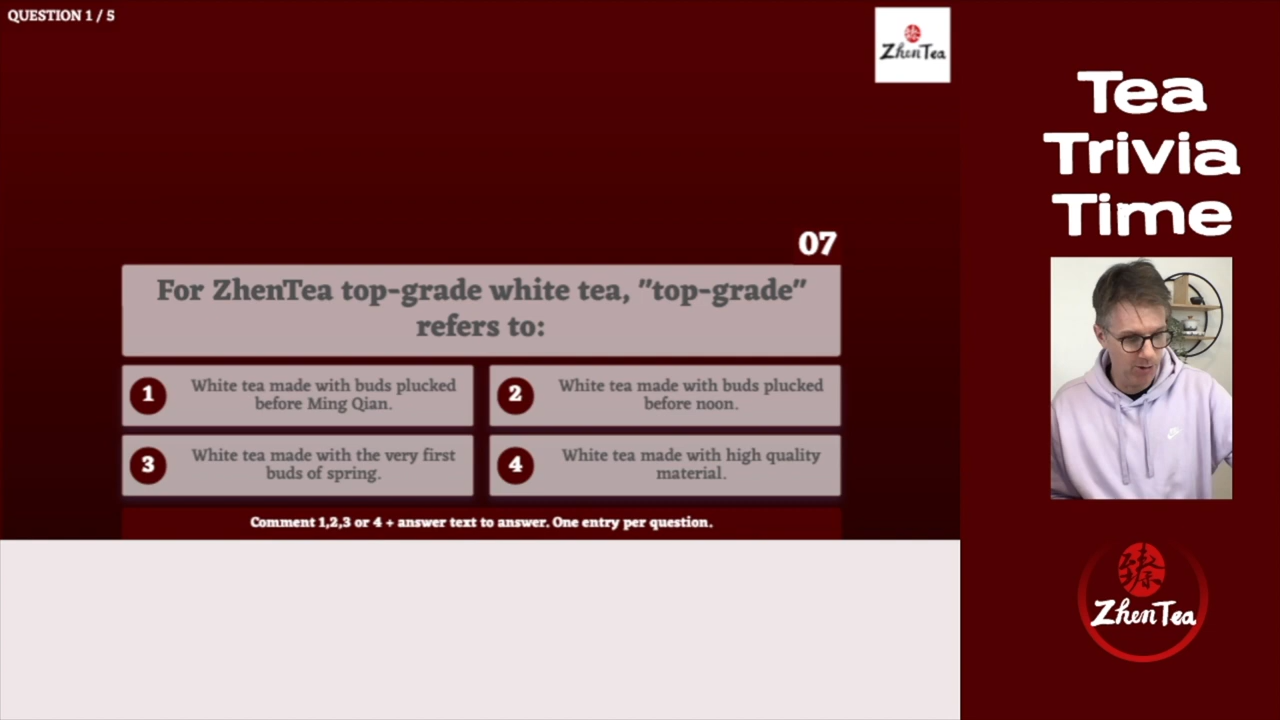 QUESTION 1 / 5
臻
ZhenTea
Tea
Trivia
Time
07
For ZhenTea top-grade white tea, "top-grade"
refers to:
1
White tea made with buds plucked
before Ming Qian.
2
White tea made with buds plucked
before noon.
3
White tea made with the very first
buds of spring.
4
White tea made with high quality
material.
Comment 1,2,3 or 4 + answer text to answer. One entry per question.
臻
ZhenTea